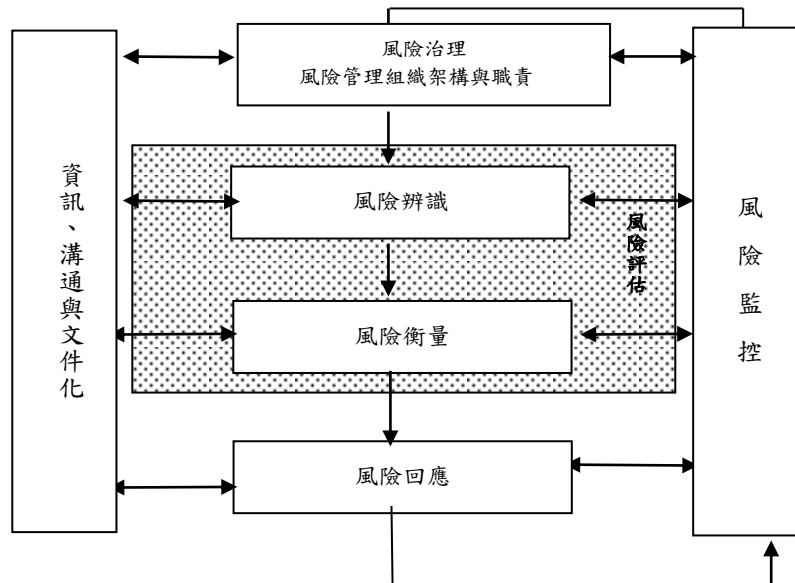 風險治理
風險管理組織架構與職責
資訊、溝通與文件化
風險辨識
風險評估
風險衡量
風險監控
風險回應